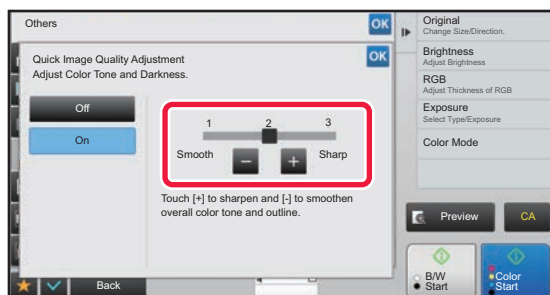 Others
OK
Quick Image Quality Adjustment
Adjust Color Tone and Darkness.
OK
Off
On
1 2 3
Smooth - + Sharp
Touch [+] to sharpen and [-] to smoothen
overall color tone and outline.
Back
Original
Change Size/Direction.
Brightness
Adjust Brightness
RGB
Adjust Thickness of RGB
Exposure
Select Type/Exposure
Color Mode
Preview
CA
B/W
Start
Color
Start